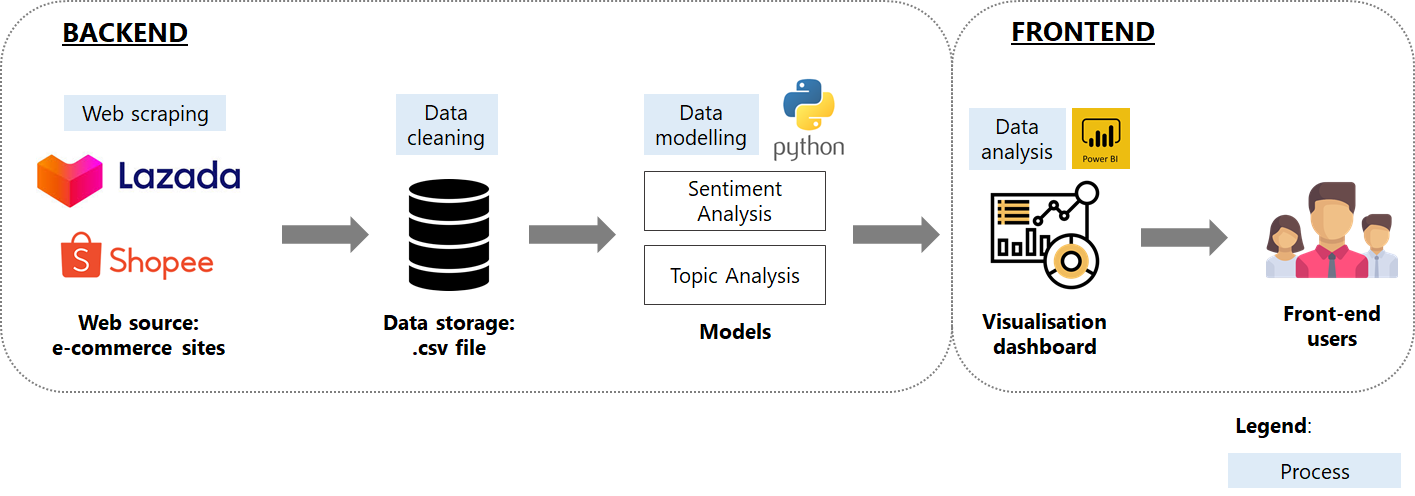 BACKEND
Web scraping
Lazada
Shopee
Web source:
e-commerce sites
Data
cleaning
Data storage:
.csv file
Data
modelling
python
Sentiment
Analysis
Topic Analysis
Models
FRONTEND
Data
analysis
Power BI
Visualisation
dashboard
Front-end
users
Legend:
Process